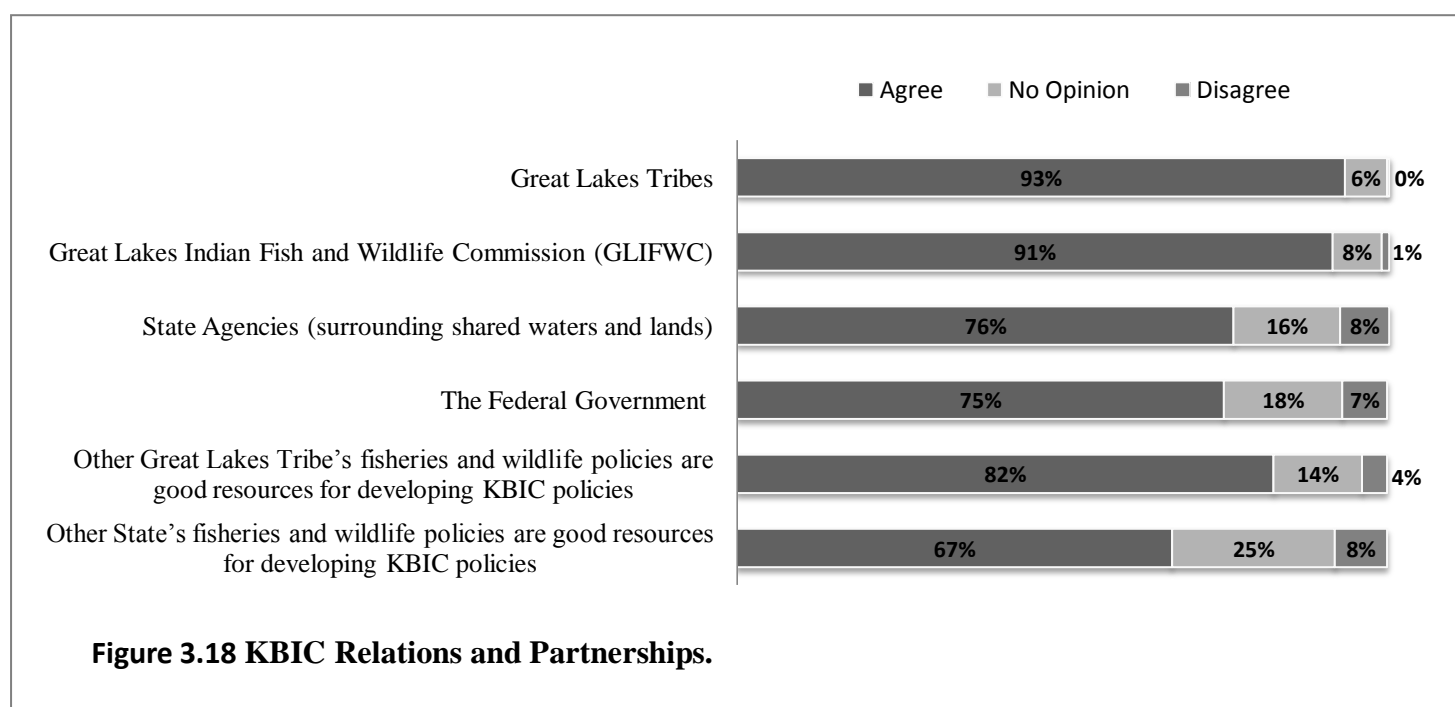 Agree No Opinion Disagree
Great Lakes Tribes 93% 6% 0%
Great Lakes Indian Fish and Wildlife Commission (GLIFWC) 91% 8% 1%
State Agencies (surrounding shared waters and lands) 76% 16% 8%
The Federal Government 75% 18% 7%
Other Great Lakes Tribe’s fisheries and wildlife policies are
good resources for developing KBIC policies
82% 14% 4%
Other State’s fisheries and wildlife policies are good resources
for developing KBIC policies
67% 25% 8%
Figure 3.18 KBIC Relations and Partnerships.